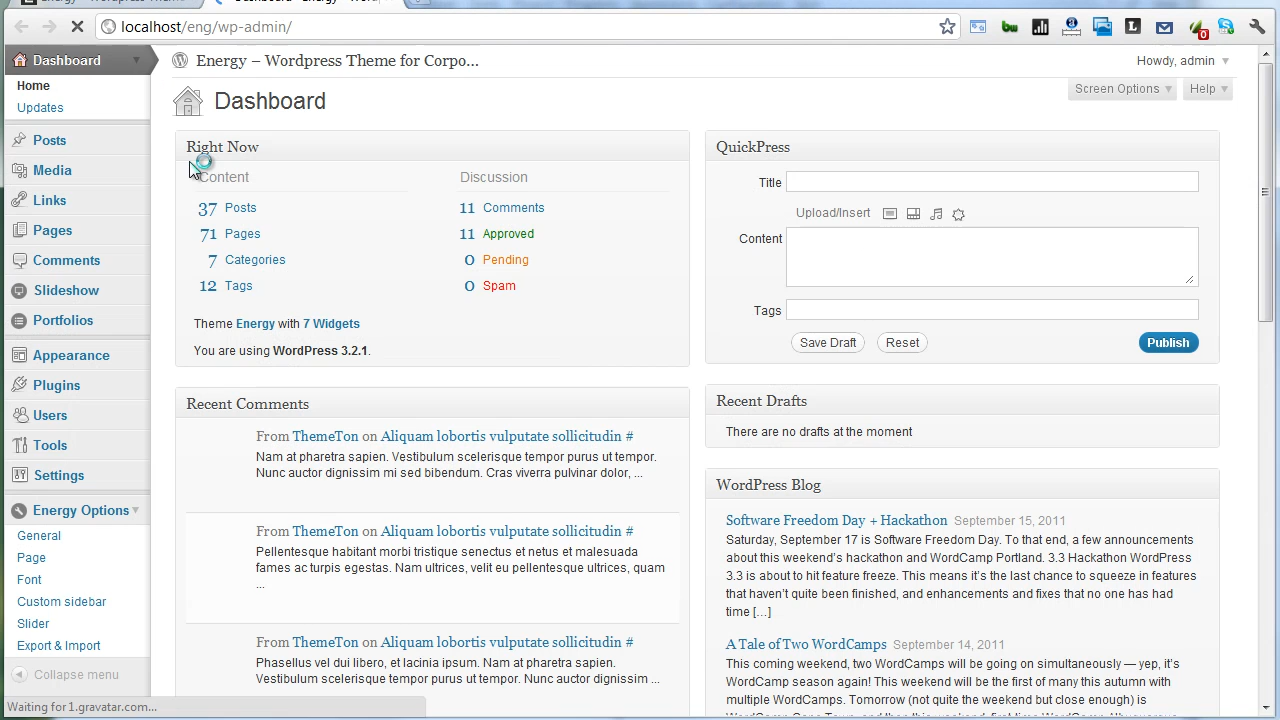 localhost/eng/wp-admin/
0
Dashboard
Home
Updates
Posts
Media
Links
Pages
Comments
Slideshow
Portfolios
Appearance
Plugins
Users
Tools
Settings
Energy Options
General
Page
Font
Custom sidebar
Slider
Export & Import
Collapse menu
Waiting for 1.gravatar.com...
Energy – Wordpress Theme for Corpo...
Howdy, admin
Dashboard
Screen Options
Help
Right Now
Content
37 Posts
71 Pages
7 Categories
12 Tags
Discussion
11 Comments
11 Approved
0 Pending
0 Spam
Theme Energy with 7 Widgets
You are using WordPress 3.2.1.
Recent Comments
From ThemeTon on Aliquam lobortis vulputate sollicitudin #
Nam at pharetra sapien. Vestibulum scelerisque tempor purus ut tempor.
Nunc auctor dignissim mi sed bibendum. Cras viverra pulvinar dolor, ...
From ThemeTon on Aliquam lobortis vulputate sollicitudin #
Pellentesque habitant morbi tristique senectus et netus et malesuada
fames ac turpis egestas. Nam ultrices, velit eu pellentesque ultrices, quam
...
From ThemeTon on Aliquam lobortis vulputate sollicitudin #
Phasellus vel dui libero, et lacinia ipsum. Nam at pharetra sapien.
Vestibulum scelerisque tempor purus ut tempor. Nunc auctor dignissim ...
QuickPress
Title
Upload/Insert
Content
Tags
Save Draft
Reset
Publish
Recent Drafts
There are no drafts at the moment
WordPress Blog
Software Freedom Day + Hackathon September 15, 2011
Saturday, September 17 is Software Freedom Day. To that end, a few announcements
about this weekend's hackathon and WordCamp Portland. 3.3 Hackathon WordPress
3.3 is about to hit feature freeze. This means it's the last chance to squeeze in features
that haven't quite been finished, and enhancements and fixes that no one has had
time […]
A Tale of Two WordCamps September 14, 2011
This coming weekend, two WordCamps will be going on simultaneously — yep, it's
WordCamp season again! This weekend will be the first of many this autumn with
multiple WordCamps. Tomorrow (not quite the weekend but close enough) is